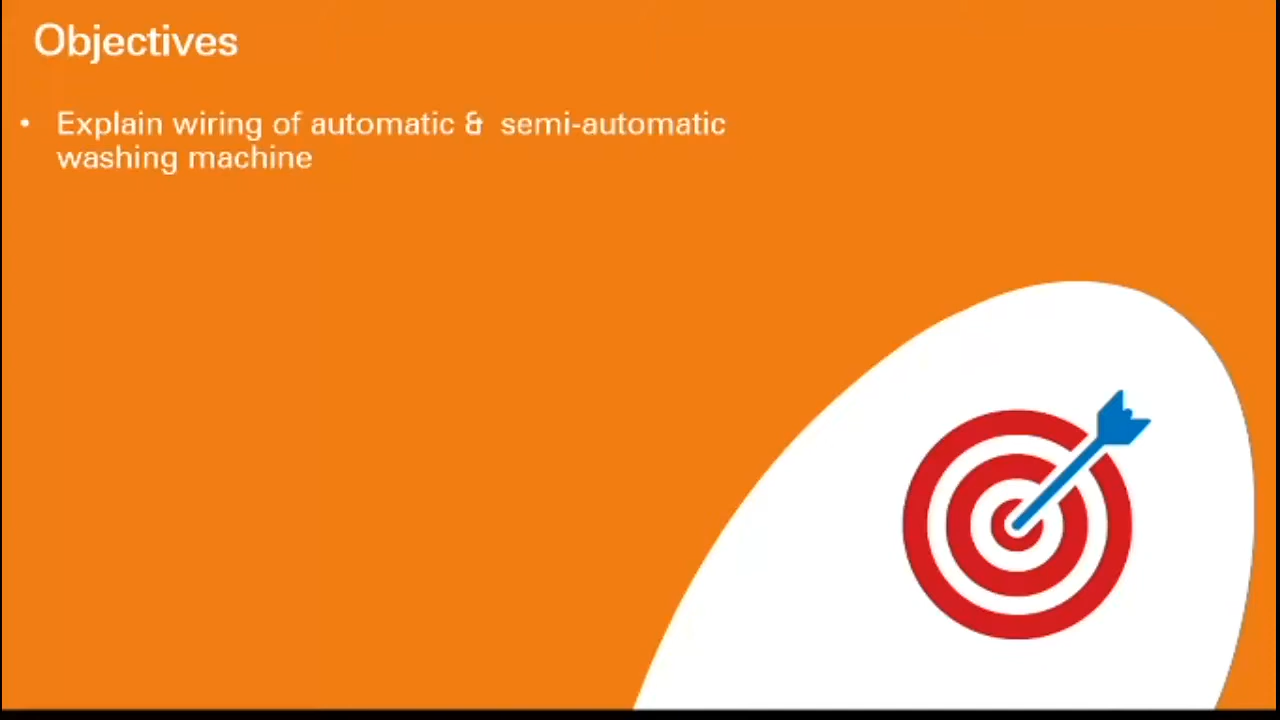 Objectives
• Explain wiring of automatic & semi-automatic
washing machine